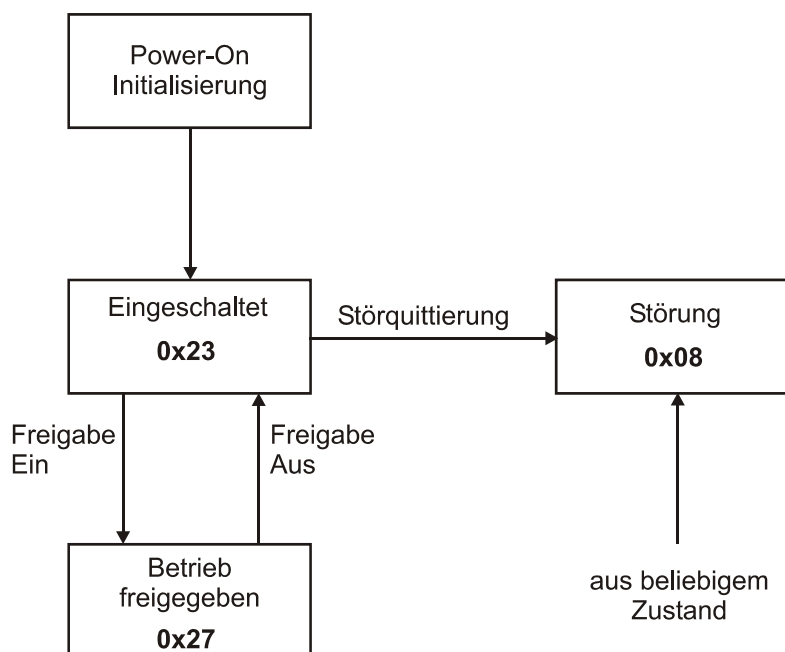 Power-On
Initialisierung
Eingeschaltet
0x23
Störquittierung
Störung
0x08
Freigabe
Ein
Freigabe
Aus
Betrieb
freigegeben
0x27
aus beliebigem
Zustand